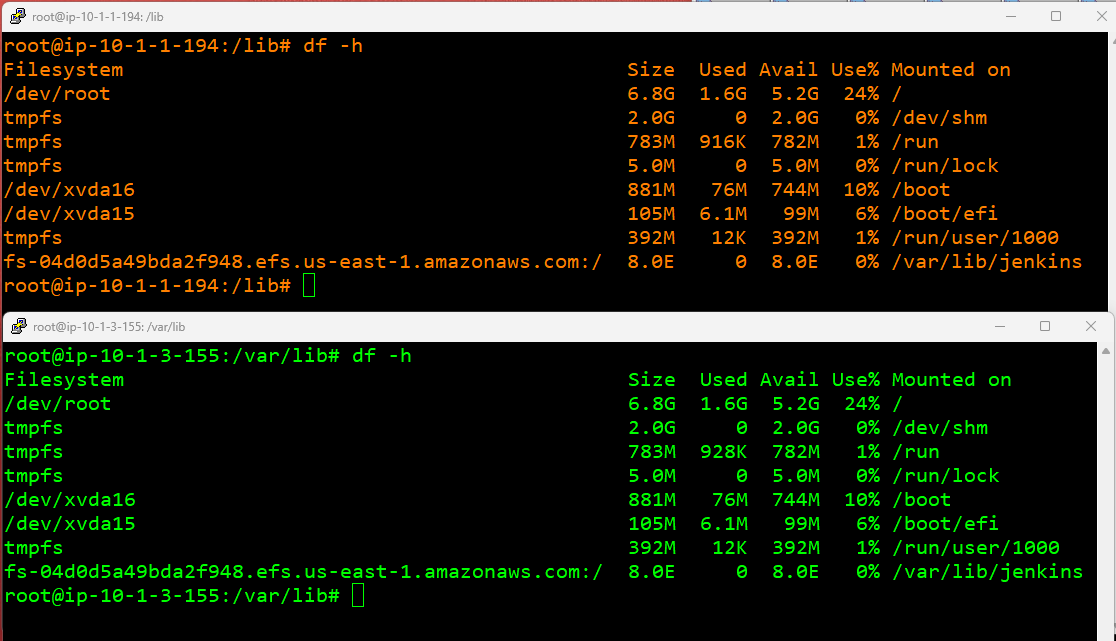 root@ip-10-1-1-194: /lib
root@ip-10-1-1-194:/lib# df -h
Filesystem Size Used Avail Use% Mounted on
/dev/root 6.8G 1.6G 5.2G 24% /
tmpfs 2.0G 0 2.0G 0% /dev/shm
tmpfs 783M 916K 782M 1% /run
tmpfs 5.0M 0 5.0M 0% /run/lock
/dev/xvda16 881M 76M 744M 10% /boot
/dev/xvda15 105M 6.1M 99M 6% /boot/efi
tmpfs 392M 12K 392M 1% /run/user/1000
fs-04d0d5a49bda2f948.efs.us-east-1.amazonaws.com:/ 8.0E 0 8.0E 0% /var/lib/jenkins
root@ip-10-1-1-194:/lib#
root@ip-10-1-3-155: /var/lib
root@ip-10-1-3-155:/var/lib# df -h
Filesystem Size Used Avail Use% Mounted on
/dev/root 6.8G 1.6G 5.2G 24% /
tmpfs 2.0G 0 2.0G 0% /dev/shm
tmpfs 783M 928K 782M 1% /run
tmpfs 5.0M 0 5.0M 0% /run/lock
/dev/xvda16 881M 76M 744M 10% /boot
/dev/xvda15 105M 6.1M 99M 6% /boot/efi
tmpfs 392M 12K 392M 1% /run/user/1000
fs-04d0d5a49bda2f948.efs.us-east-1.amazonaws.com:/ 8.0E 0 8.0E 0% /var/lib/jenkins
root@ip-10-1-3-155:/var/lib#